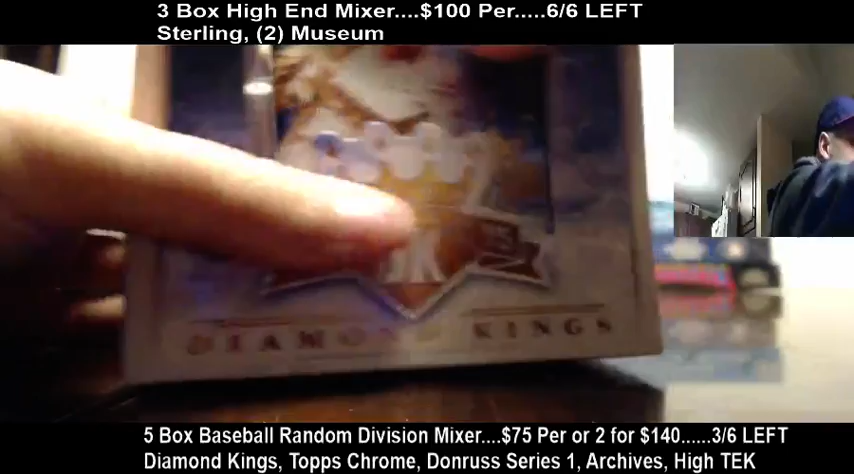 3 Box High End Mixer....$100 Per.....6/6 LEFT
Sterling, (2) Museum
DK
DIAMOND KINGS
5 Box Baseball Random Division Mixer....$75 Per or 2 for $140......3/6 LEFT
Diamond Kings, Topps Chrome, Donruss Series 1, Archives, High TEK